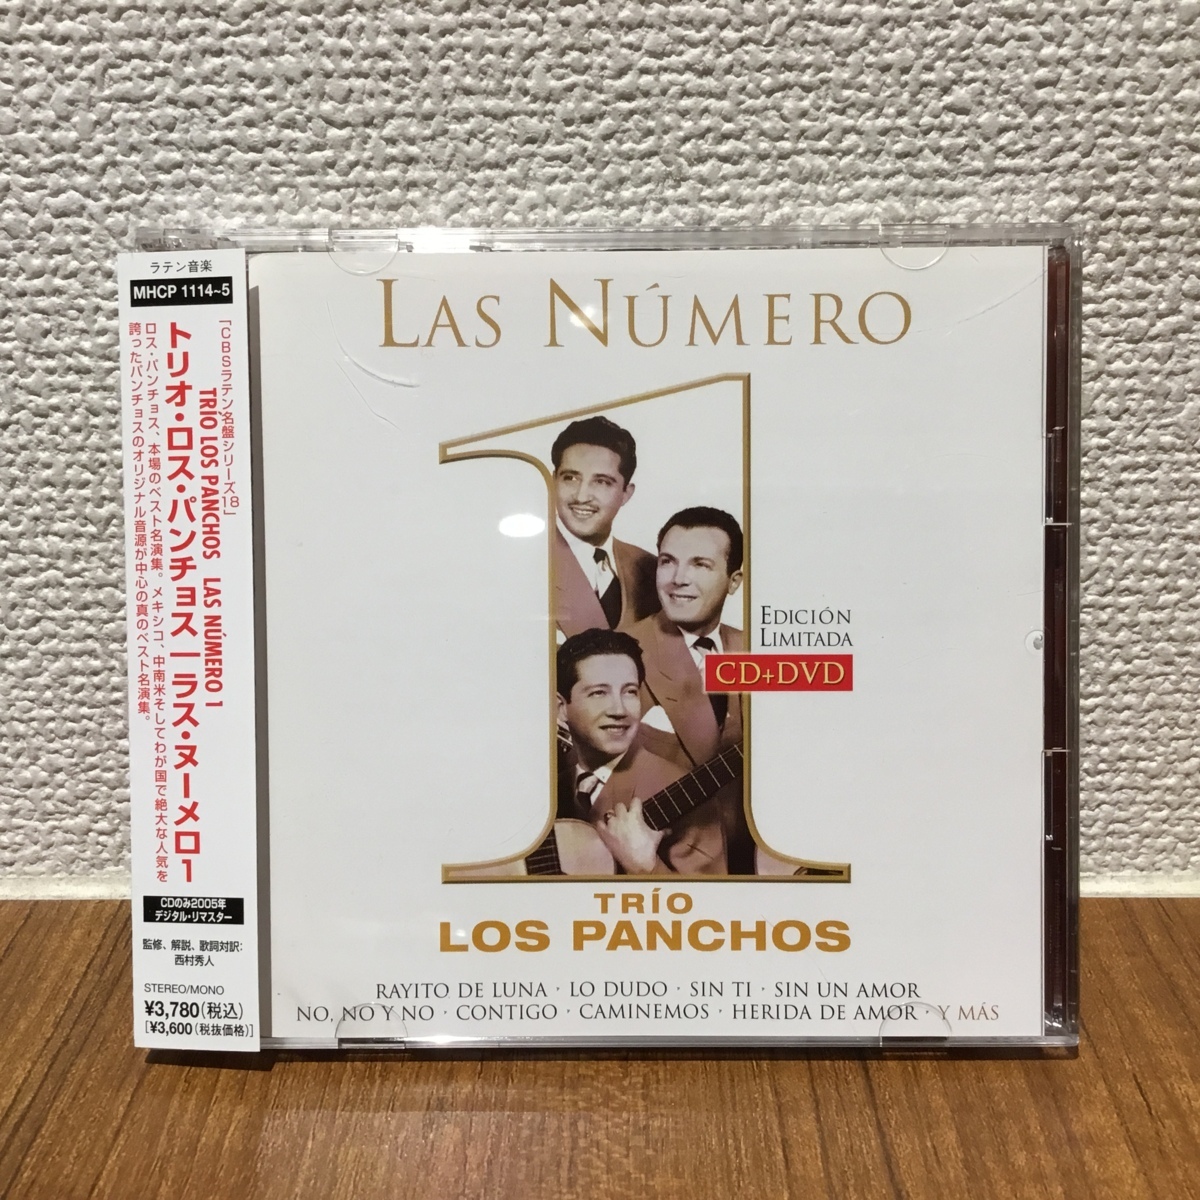 ラテン音楽
MHCP 1114~5
「CBSラテン名盤シリーズ18」
TRÍO LOS PANCHOS LAS NÚMERO 1
トリオ・ロス・パンチョス|ラス・ヌーメロ1
ロス・パンチョス、本場のベスト名演集。メキシコ、中南米そしてわが国で絶大な人気を
誇ったパンチョスのオリジナル音源が中心の真のベスト名演集。
CDのみ2005年
デジタル・リマスター
監修、解説、歌詞対訳:
西村秀人
STEREO/MONO
¥3,780(税込)
[¥3,600(税抜価格)]
LAS NÚMERO
1
EDICIÓN
LIMITADA
CD+DVD
TRÍO
LOS PANCHOS
RAYITO DE LUNA · LO DUDO · SIN TI · SIN UN AMOR
NO, NO Y NO · CONTIGO · CAMINEMOS · HERIDA DE AMOR · Y MÁS